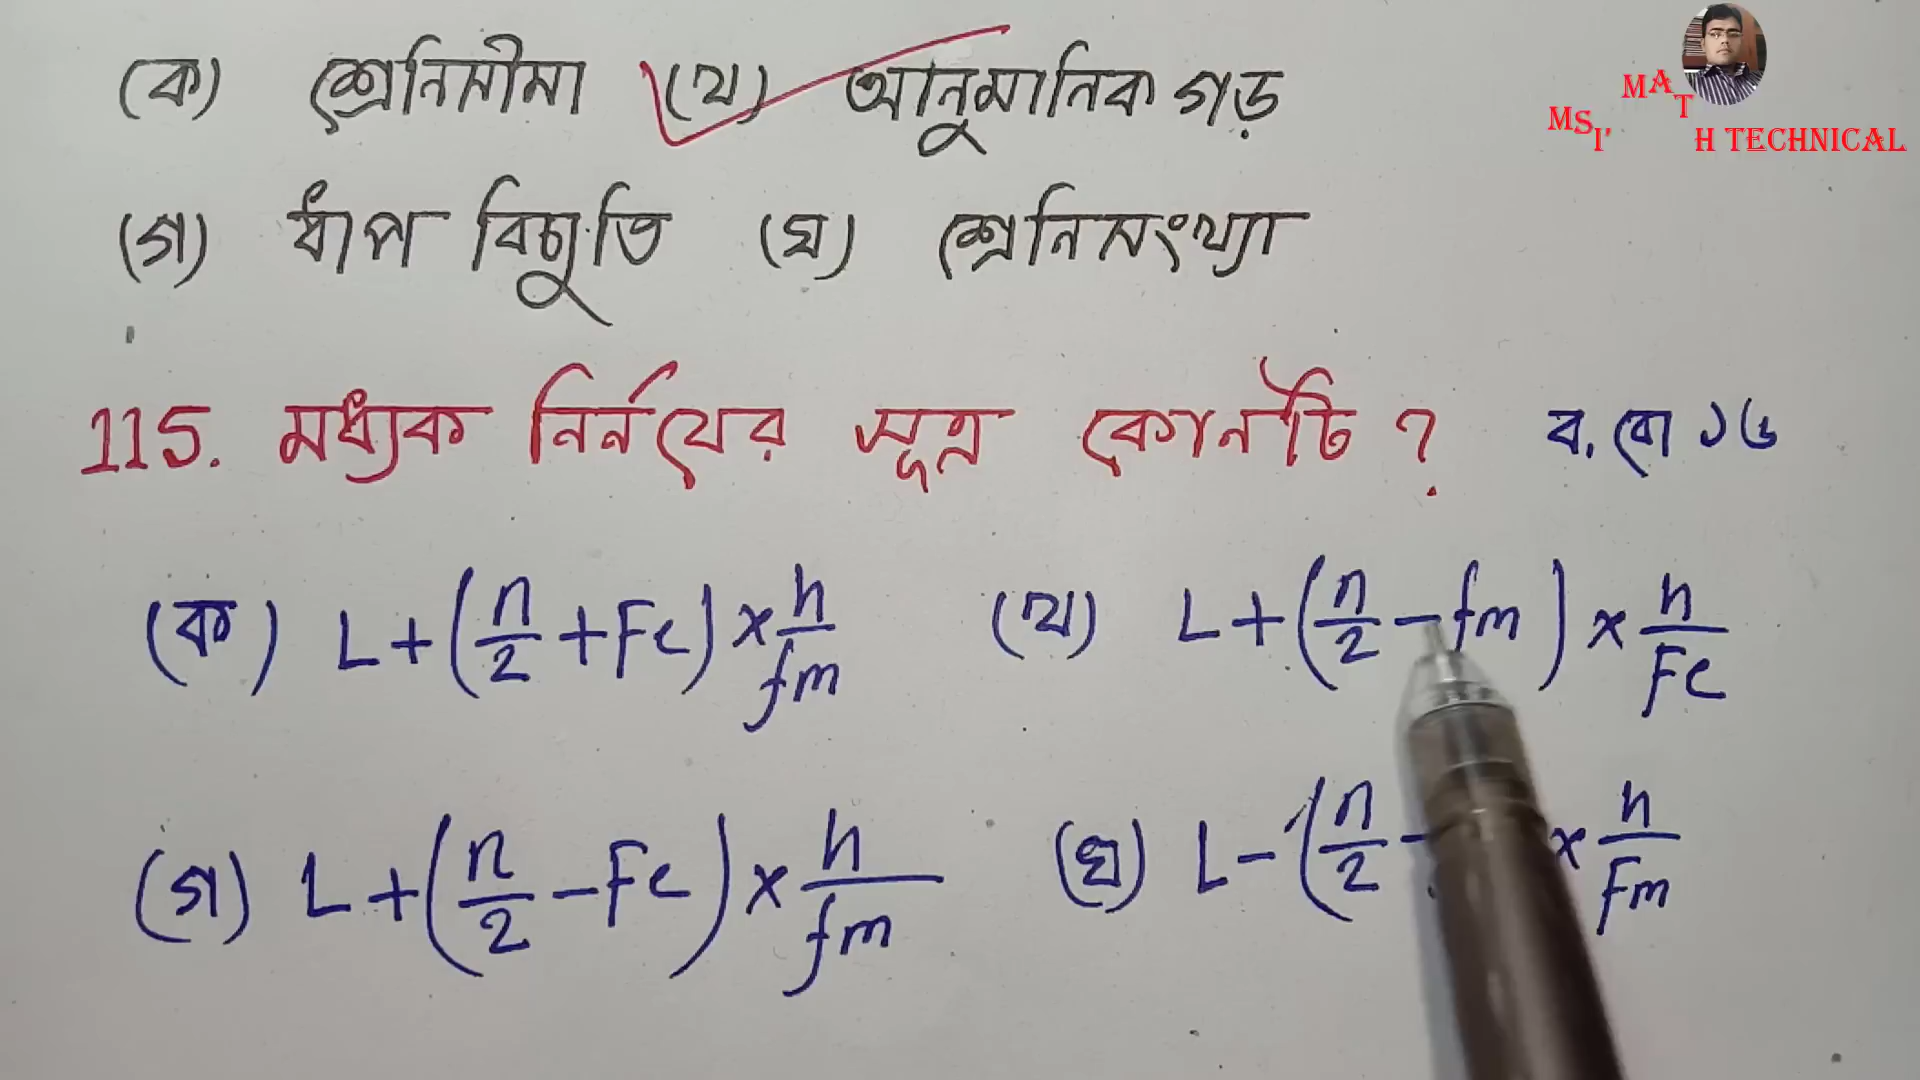 (ক) শ্রেনিসীমা (খ) আনুমানিক গড়
(গ) ধাপ বিচ্যুতি (ঘ) শ্রেনিসংখ্যা
115. মধ্যক নির্নয়ের সূত্র কোনটি ? ব. বো ১৬
(ক) L + (n/2 + Fc) × h/fm (খ) L + (n/2 - fm) × h/Fc
(গ) L + (n/2 - Fc) × h/fm (ঘ) L - (n/2 - ) × h/Fm
MSI' MATH TECHNICAL